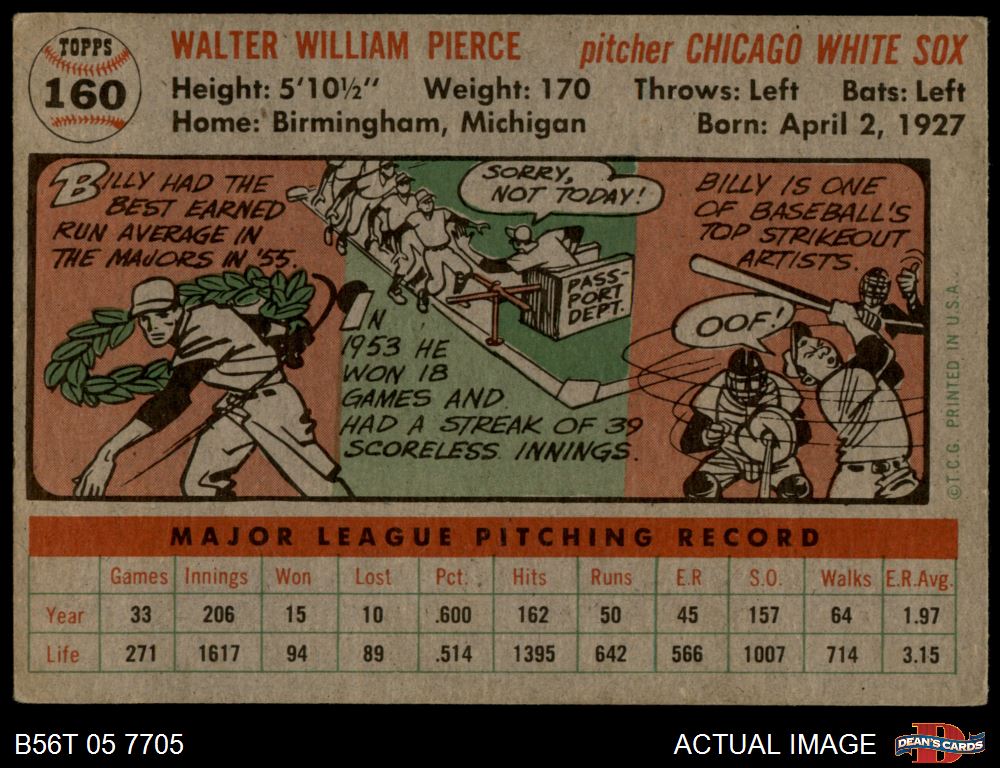 TOPPS
160
WALTER WILLIAM PIERCE pitcher CHICAGO WHITE SOX
Height: 5'10½" Weight: 170 Throws: Left Bats: Left
Home: Birmingham, Michigan Born: April 2, 1927
BILLY HAD THE
BEST EARNED
RUN AVERAGE IN
THE MAJORS IN '55.
SORRY,
NOT TODAY!
PASS-
PORT
DEPT.
IN
1953 HE
WON 18
GAMES AND
HAD A STREAK OF 39
SCORELESS INNINGS.
BILLY IS ONE
OF BASEBALL'S
TOP STRIKEOUT
ARTISTS.
OOF!
©T.C.G. PRINTED IN U.S.A.
MAJOR LEAGUE PITCHING RECORD
Games Innings Won Lost Pct. Hits Runs E.R S.O. Walks E.R.Avg.
Year 33 206 15 10 .600 162 50 45 157 64 1.97
Life 271 1617 94 89 .514 1395 642 566 1007 714 3.15
B56T 05 7705 ACTUAL IMAGE
D
DEAN'S CARDS